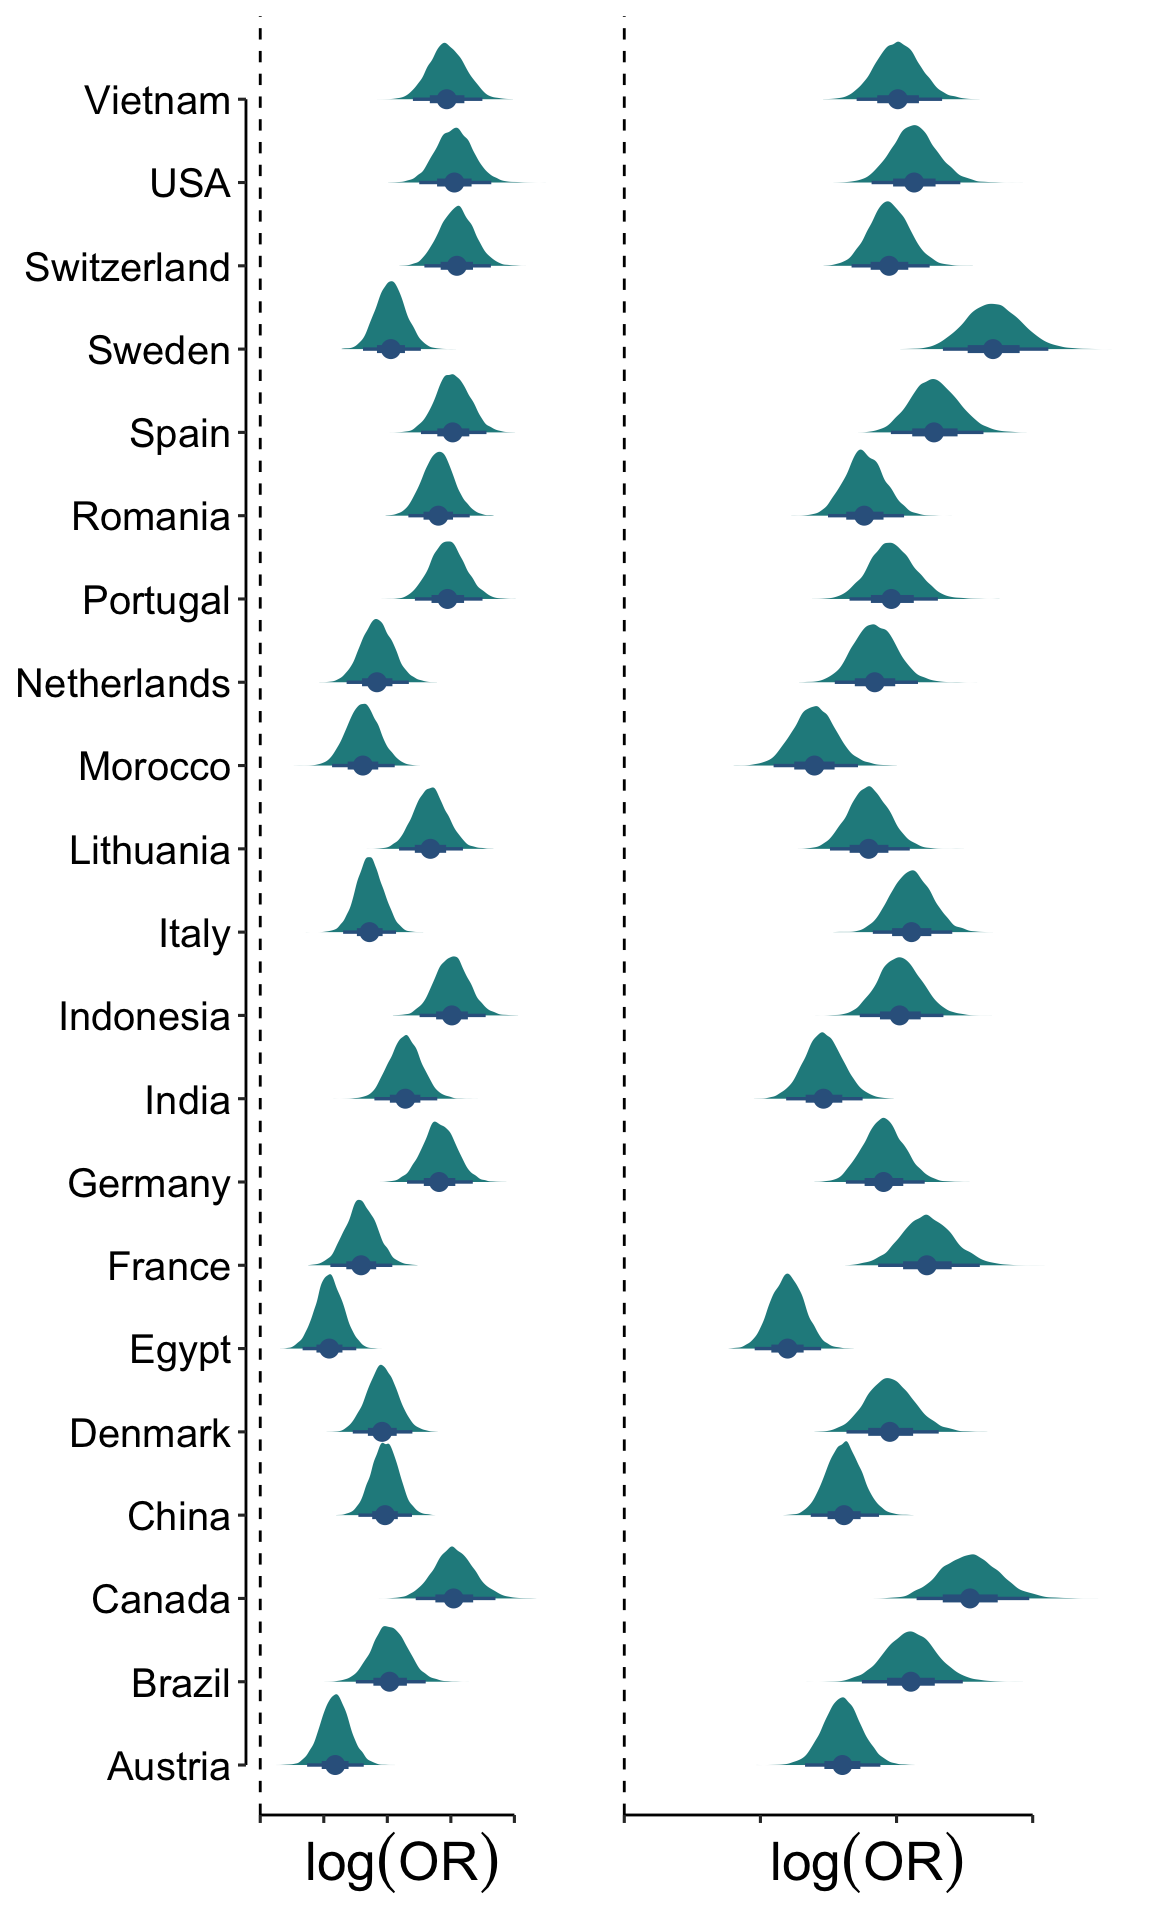 Vietnam
USA
Switzerland
Sweden
Spain
Romania
Portugal
Netherlands
Morocco
Lithuania
Italy
Indonesia
India
Germany
France
Egypt
Denmark
China
Canada
Brazil
Austria
log(OR) log(OR)